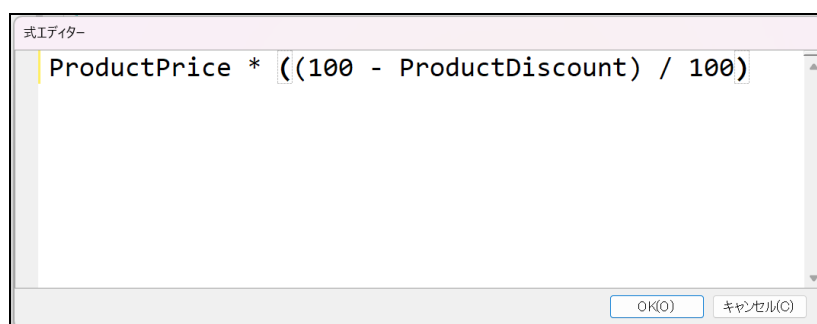 式エディター
ProductPrice * ((100 - ProductDiscount) / 100)
OK(O) キャンセル(C)